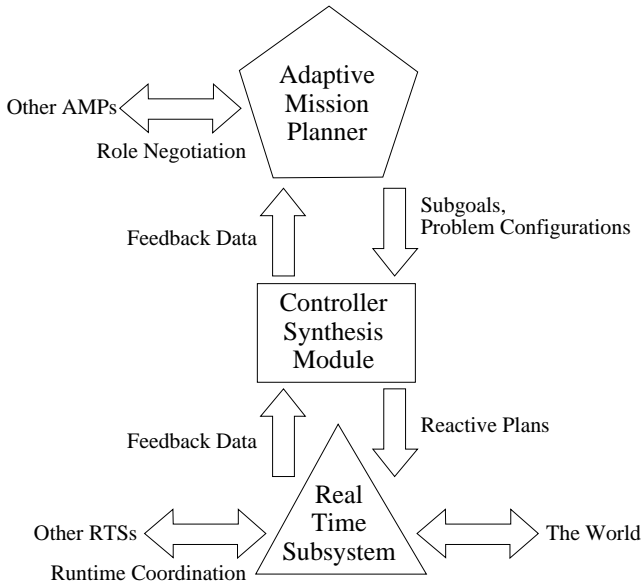 Adaptive
Mission
Planner
Other AMPs
Role Negotiation
Subgoals,
Problem Configurations
Feedback Data
Controller
Synthesis
Module
Feedback Data
Reactive Plans
Real
Time
Subsystem
Other RTSs
The World
Runtime Coordination